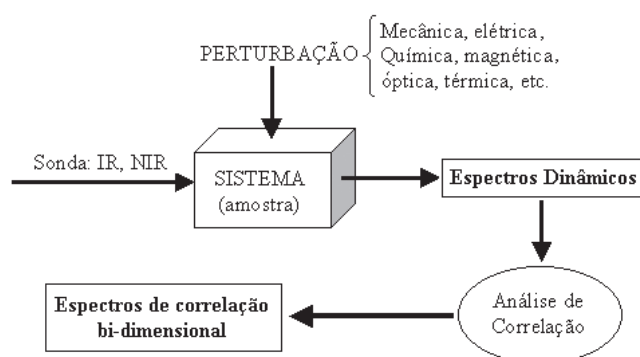 PERTURBAÇÃO
Mecânica, elétrica,
Química, magnética,
óptica, térmica, etc.
Sonda: IR, NIR
SISTEMA
(amostra)
Espectros Dinâmicos
Análise de
Correlação
Espectros de correlação
bi-dimensional